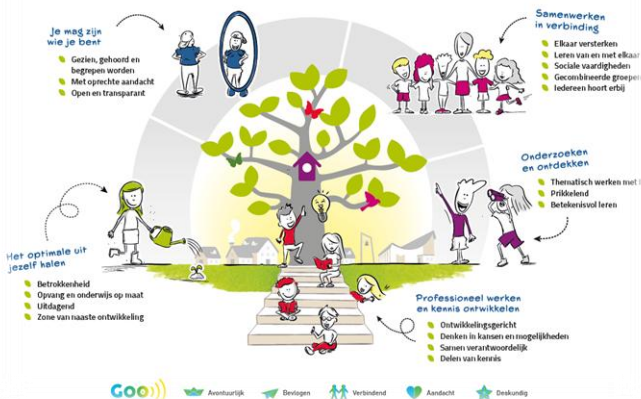 Je mag zijn
wie je bent
Gezien, gehoord en
begrepen worden
Met oprechte aandacht
Open en transparant
Samenwerken
in verbinding
Elkaar versterken
Leren van en met elkaar
Sociale vaardigheden
Gecombineerde groepen
Iedereen hoort erbij
Onderzoeken
en ontdekken
Thematisch werken met
Prikkelend
Betekenisvol leren
Het optimale uit
jezelf halen
Betrokkenheid
Opvang en onderwijs op maat
Uitdagend
Zone van naaste ontwikkeling
Professioneel werken
en kennis ontwikkelen
Ontwikkelingsgericht
Denken in kansen en mogelijkheden
Samen verantwoordelijk
Delen van kennis
Goo Avontuurlijk Bevlogen Verbindend Aandacht Deskundig